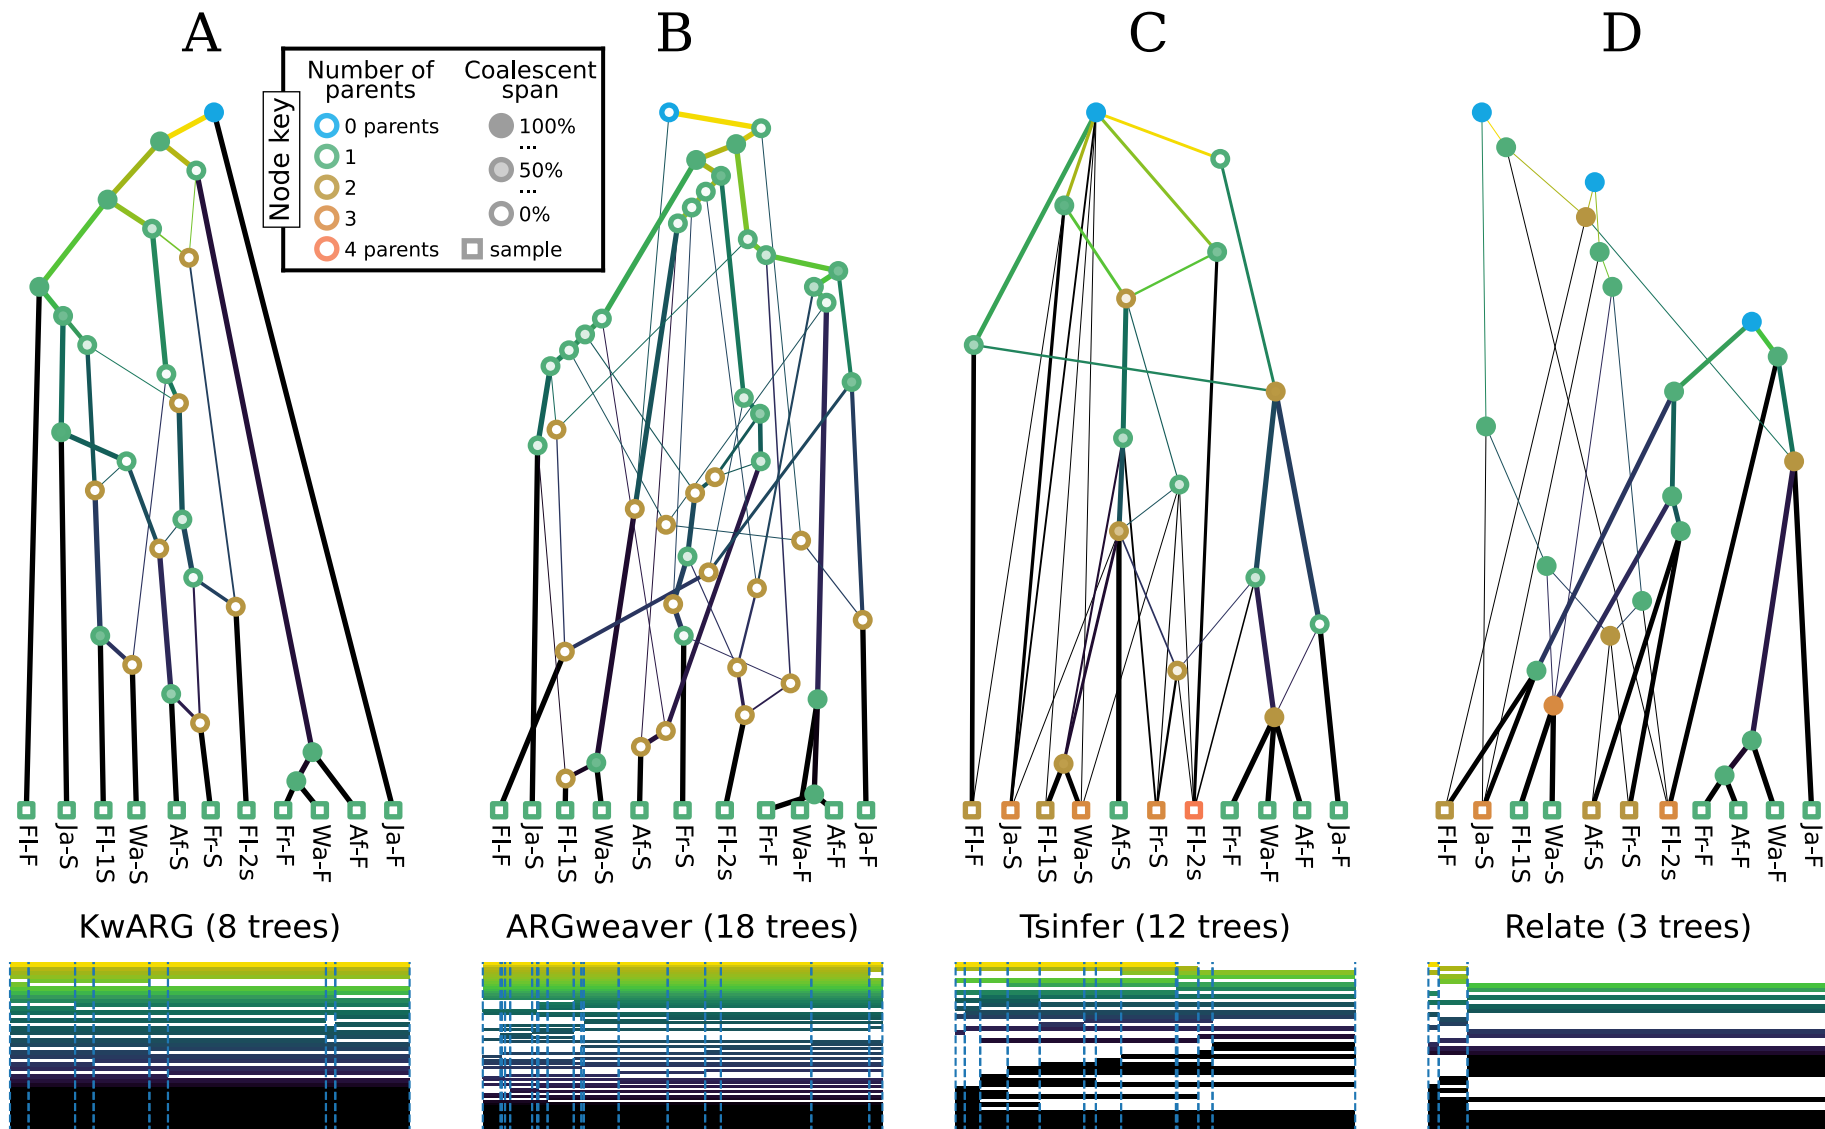 A
B
C
D
Node key
Number of
parents
0 parents
1
2
3
4 parents
Coalescent
span
100%
...
50%
...
0%
sample
Fl-F
Ja-S
Fl-1S
Wa-S
Af-S
Fr-S
Fl-2s
Fr-F
Wa-F
Af-F
Ja-F
Fl-F
Ja-S
Fl-1S
Wa-S
Af-S
Fr-S
Fl-2s
Fr-F
Wa-F
Af-F
Ja-F
Fl-F
Ja-S
Fl-1S
Wa-S
Af-S
Fr-S
Fl-2s
Fr-F
Wa-F
Af-F
Ja-F
Fl-F
Ja-S
Fl-1S
Wa-S
Af-S
Fr-S
Fl-2s
Fr-F
Af-F
Wa-F
Ja-F
KwARG (8 trees)
ARGweaver (18 trees)
Tsinfer (12 trees)
Relate (3 trees)